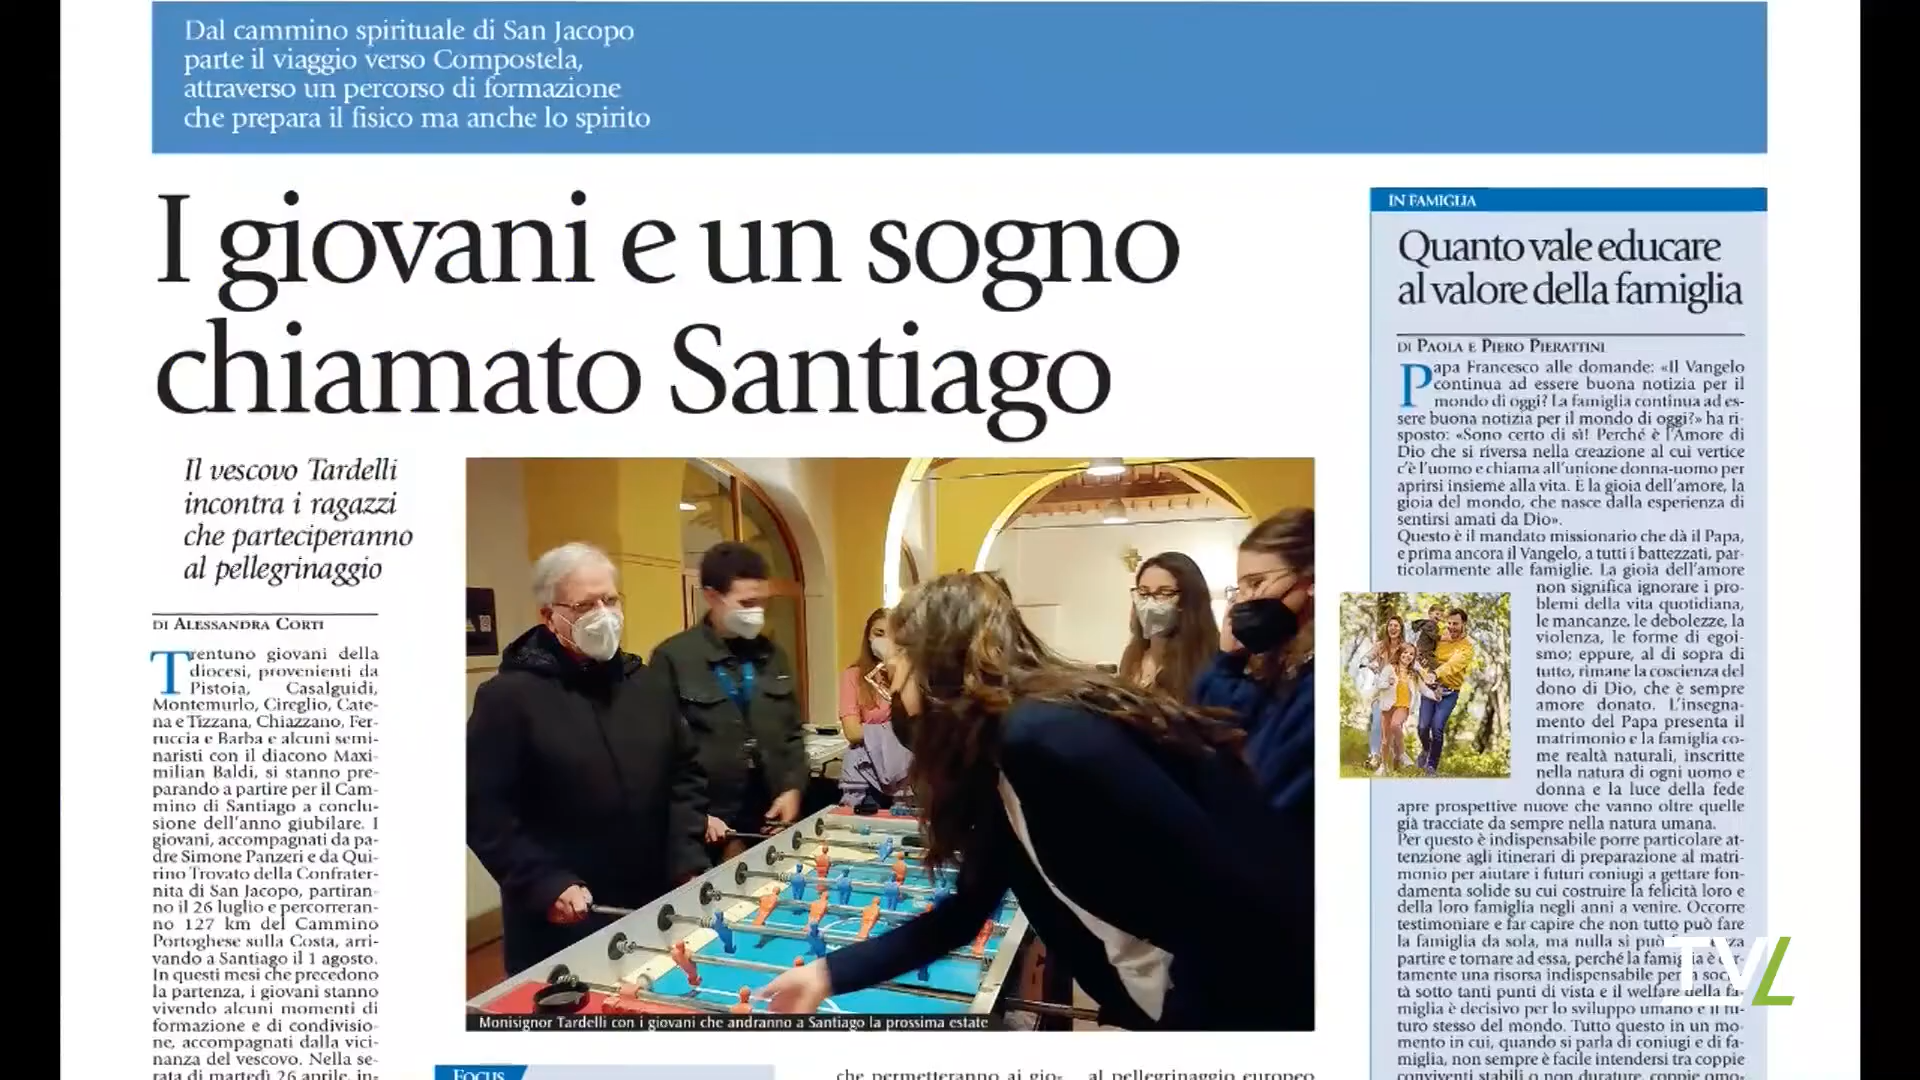 Dal cammino spirituale di San Jacopo
parte il viaggio verso Compostela,
attraverso un percorso di formazione
che prepara il fisico ma anche lo spirito
I giovani e un sogno
chiamato Santiago
Il vescovo Tardelli
incontra i ragazzi
che parteciperanno
al pellegrinaggio
DI ALESSANDRA CORTI
Trentuno giovani della
diocesi, provenienti da
Pistoia, Casalguidi,
Montemurlo, Cireglio, Cate-
na e Tizzana, Chiazzano, Fer-
ruccia e Barba e alcuni semi-
naristi con il diacono Maxi-
milian Baldi, si stanno pre-
parando a partire per il Cam-
mino di Santiago a conclu-
sione dell'anno giubilare. I
giovani, accompagnati da pa-
dre Simone Panzeri e da Qui-
rino Trovato della Confrater-
nita di San Jacopo, partiran-
no il 26 luglio e percorreran-
no 127 km del Cammino
Portoghese sulla Costa, arri-
vando a Santiago il 1 agosto.
In questi mesi che precedono
la partenza, i giovani stanno
vivendo alcuni momenti di
formazione e di condivisio-
ne, accompagnati dalla vici-
nanza del vescovo. Nella se-
rata di martedì 26 aprile, in-
Monisignor Tardelli con i giovani che andranno a Santiago la prossima estate
FOCUS
che permetteranno ai gio-
al pellegrinaggio europeo
IN FAMIGLIA
Quanto vale educare
al valore della famiglia
DI PAOLA E PIERO PIERATTINI
Papa Francesco alle domande: «Il Vangelo
continua ad essere buona notizia per il
mondo di oggi? La famiglia continua ad es-
sere buona notizia per il mondo di oggi?» ha ri-
sposto: «Sono certo di sì! Perché è l'Amore di
Dio che si riversa nella creazione al cui vertice
c'è l'uomo e chiama all'unione donna-uomo per
aprirsi insieme alla vita. E la gioia dell'amore, la
gioia del mondo, che nasce dalla esperienza di
sentirsi amati da Dio».
Questo è il mandato missionario che dà il Papa,
e prima ancora il Vangelo, a tutti i battezzati, par-
ticolarmente alle famiglie. La gioia dell'amore
non significa ignorare i pro-
blemi della vita quotidiana,
le mancanze, le debolezze, la
violenza, le forme di egoi-
smo; eppure, al di sopra di
tutto, rimane la coscienza del
dono di Dio, che è sempre
amore donato. L'insegna-
mento del Papa presenta il
matrimonio e la famiglia co-
me realtà naturali, inscritte
nella natura di ogni uomo e
donna e la luce della fede
apre prospettive nuove che vanno oltre quelle
già tracciate da sempre nella natura umana.
Per questo è indispensabile porre particolare at-
tenzione agli itinerari di preparazione al matri-
monio per aiutare i futuri coniugi a gettare fon-
damenta solide su cui costruire la felicità loro e
della loro famiglia negli anni a venire. Occorre
testimoniare e far capire che non tutto può fare
la famiglia da sola, ma nulla si può
partire e tornare ad essa, perché la famiglia è
tamente una risorsa indispensabile per
tà sotto tanti punti di vista e il welfare della fa-
miglia è decisivo per lo sviluppo umano e il fu-
turo stesso del mondo. Tutto questo in un mo-
mento in cui, quando si parla di coniugi e di fa-
miglia, non sempre è facile intendersi tra coppie
conviventi stabili o non durature, coppie omo-
TVL